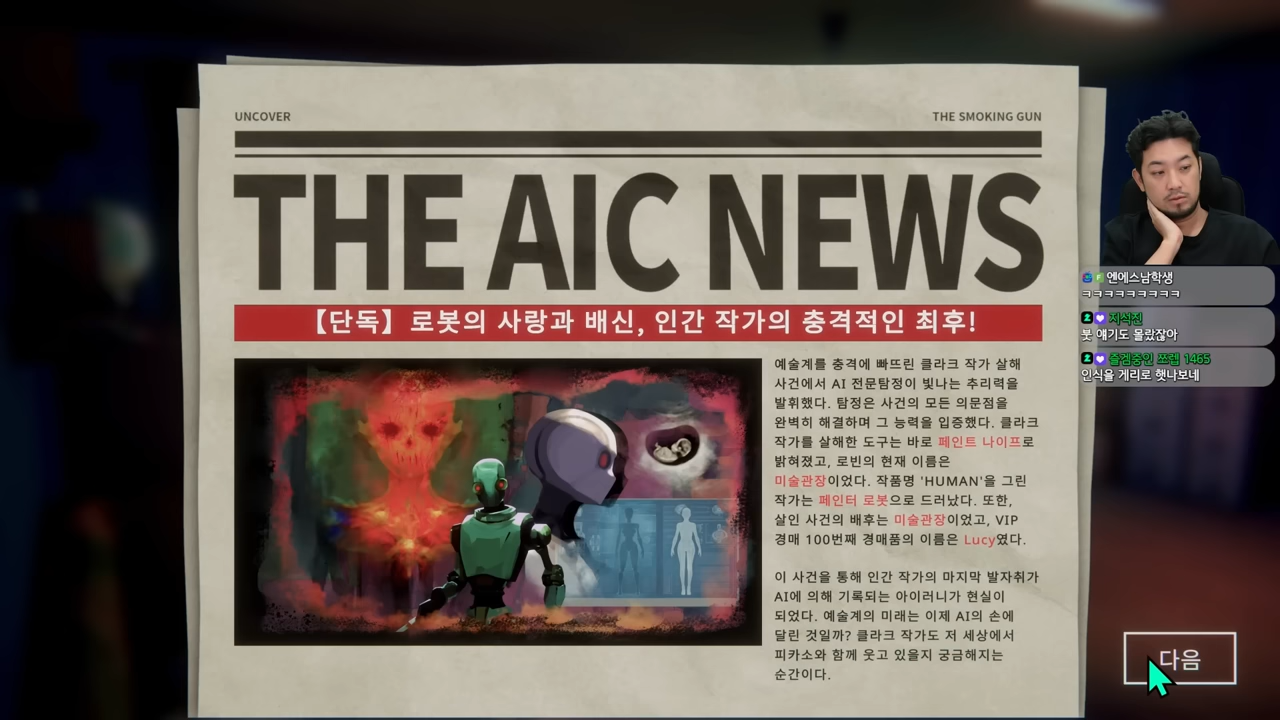 UNCOVER
THE SMOKING GUN
THE AIC NEWS
【단독】로봇의 사랑과 배신, 인간 작가의 충격적인 최후!
예술계를 충격에 빠뜨린 클라크 작가 살해
사건에서 AI 전문탐정이 빛나는 추리력을
발휘했다. 탐정은 사건의 모든 의문점을
완벽히 해결하며 그 능력을 입증했다. 클라크
작가를 살해한 도구는 바로 페인트 나이프로
밝혀졌고, 로빈의 현재 이름은
미술관장이었다. 작품명 'HUMAN'을 그린
작가는 페인터 로봇으로 드러났다. 또한,
살인 사건의 배후는 미술관장이었고, VIP
경매 100번째 경매품의 이름은 Lucy였다.
이 사건을 통해 인간 작가의 마지막 발자취가
AI에 의해 기록되는 아이러니가 현실이
되었다. 예술계의 미래는 이제 AI의 손에
달린 것일까? 클라크 작가도 저 세상에서
피카소와 함께 웃고 있을지 궁금해지는
순간이다.
엔에스남학생
ㅋㅋㅋㅋㅋㅋㅋㅋㅋ
지석진
붓 얘기도 몰랐잖아
즐겜중인 쪼렙 1465
인식을 게리로 햇나보네
다음